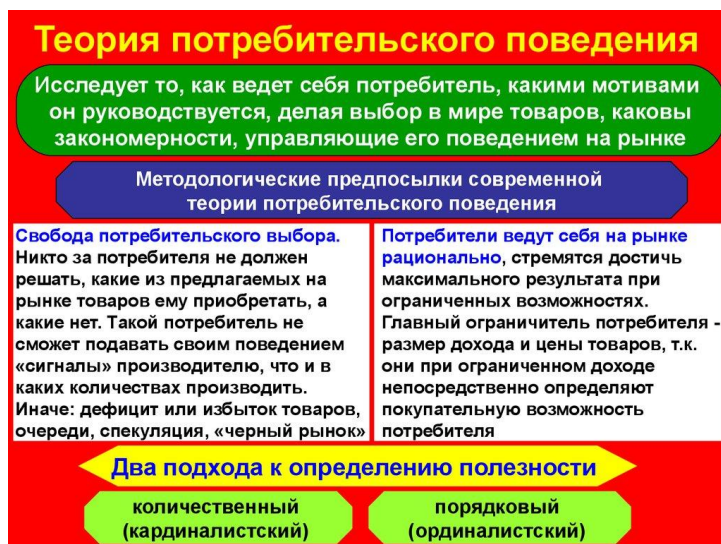 Теория потребительского поведения
Исследует то, как ведет себя потребитель, какими мотивами
он руководствуется, делая выбор в мире товаров, каковы
закономерности, управляющие его поведением на рынке
Методологические предпосылки современной
теории потребительского поведения
Свобода потребительского выбора.
Никто за потребителя не должен
решать, какие из предлагаемых на
рынке товаров ему приобретать, а
какие нет. Такой потребитель не
сможет подавать своим поведением
«сигналы» производителю, что и в
каких количествах производить.
Иначе: дефицит или избыток товаров,
очереди, спекуляция, «черный рынок»
Потребители ведут себя на рынке
рационально, стремятся достичь
максимального результата при
ограниченных возможностях.
Главный ограничитель потребителя -
размер дохода и цены товаров, т.к.
они при ограниченном доходе
непосредственно определяют
покупательную возможность
потребителя
Два подхода к определению полезности
количественный
(кардиналистский)
порядковый
(ординалистский)